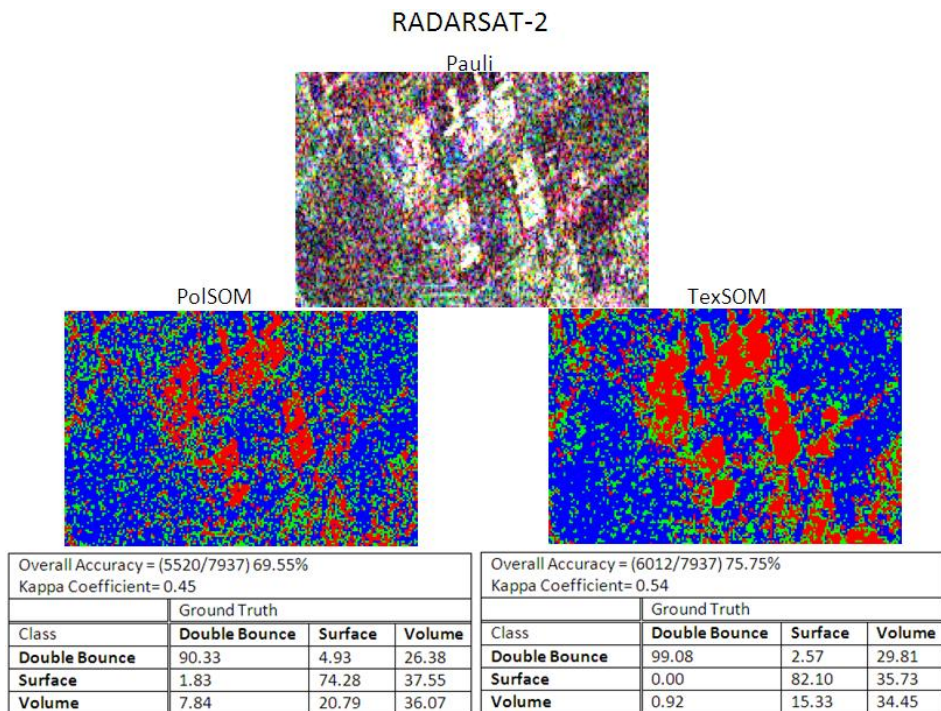 RADARSAT-2
Pauli
PolSOM
TexSOM
Overall Accuracy = (5520/7937) 69.55%
Kappa Coefficient= 0.45
Ground Truth
Class Double Bounce Surface Volume
Double Bounce 90.33 4.93 26.38
Surface 1.83 74.28 37.55
Volume 7.84 20.79 36.07
Overall Accuracy = (6012/7937) 75.75%
Kappa Coefficient= 0.54
Ground Truth
Class Double Bounce Surface Volume
Double Bounce 99.08 2.57 29.81
Surface 0.00 82.10 35.73
Volume 0.92 15.33 34.45